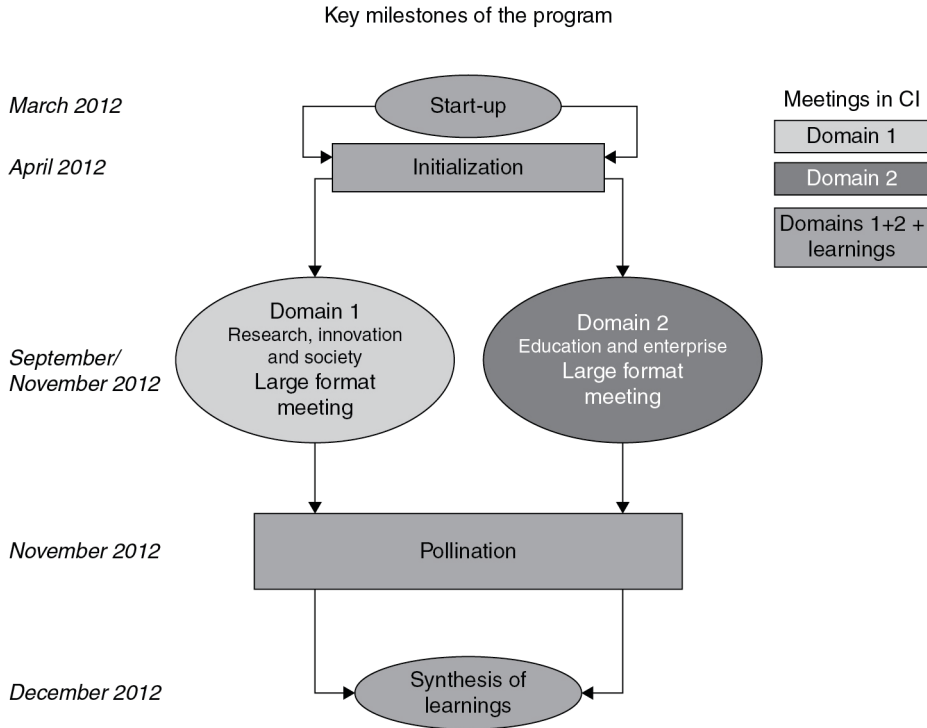 Key milestones of the program
March 2012
Start-up
Meetings in CI
Domain 1
April 2012
Initialization
Domain 2
Domains 1+2 +
learnings
Domain 1
Research, innovation
and society
Large format
meeting
Domain 2
Education and enterprise
Large format
meeting
September/
November 2012
November 2012
Pollination
December 2012
Synthesis of
learnings